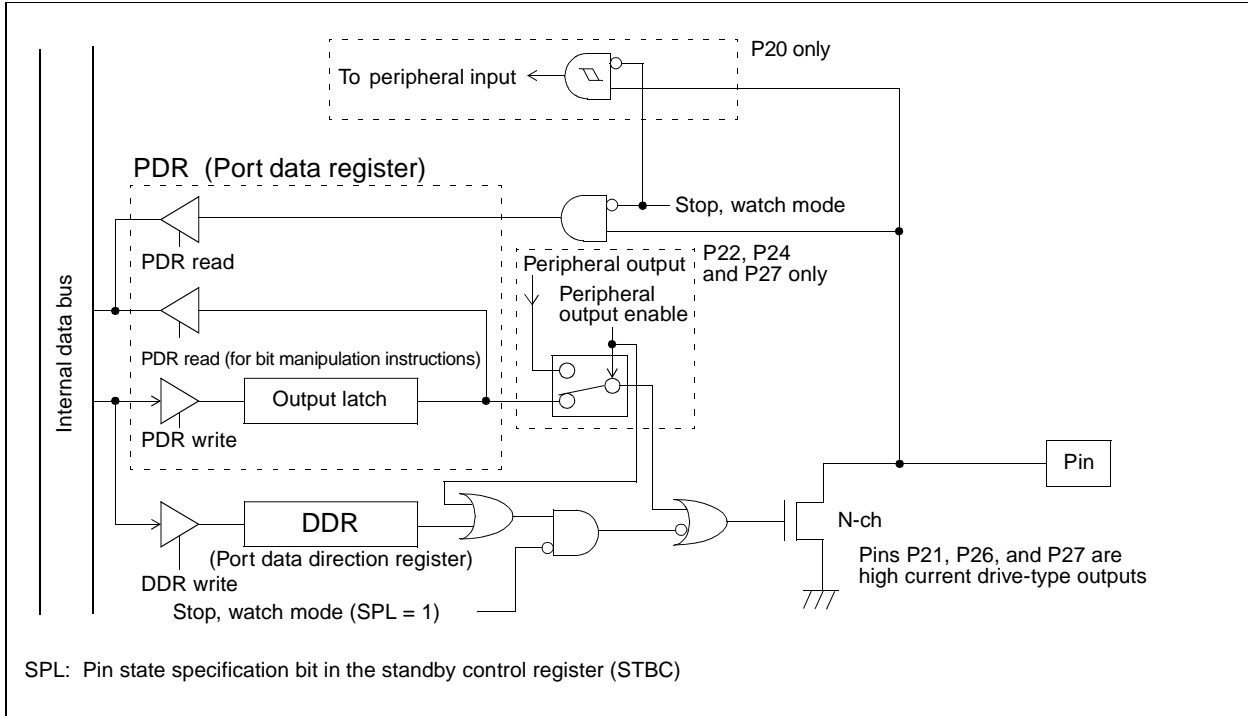 P20 only
To peripheral input
PDR (Port data register)
Stop, watch mode
PDR read
P22, P24
and P27 only
Peripheral output
Peripheral
output enable
Internal data bus
PDR read (for bit manipulation instructions)
Output latch
PDR write
Pin
DDR
N-ch
(Port data direction register)
Pins P21, P26, and P27 are
high current drive-type outputs
DDR write
Stop, watch mode (SPL = 1)
SPL: Pin state specification bit in the standby control register (STBC)